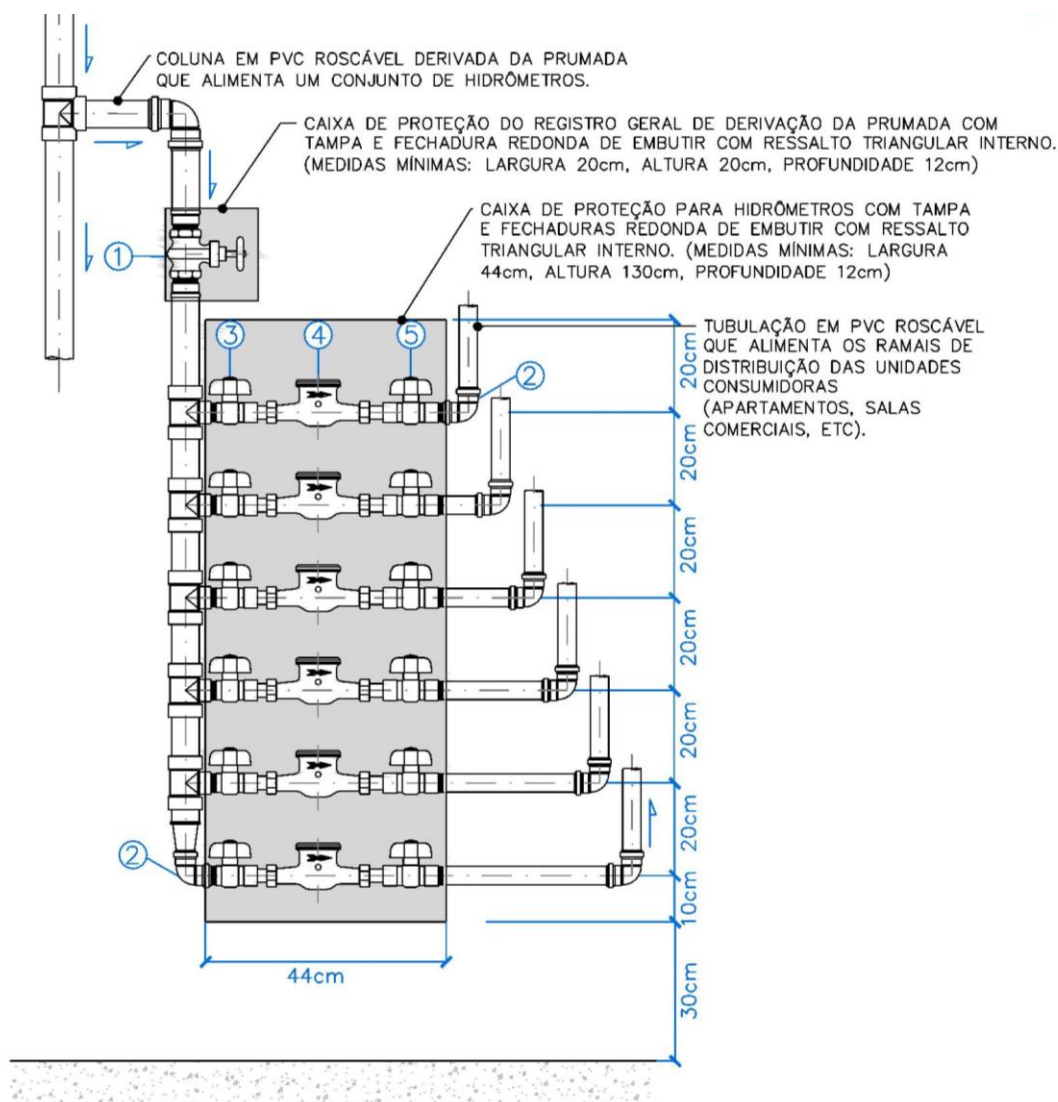 COLUNA EM PVC ROSCÁVEL DERIVADA DA PRUMADA
QUE ALIMENTA UM CONJUNTO DE HIDRÔMETROS.
CAIXA DE PROTEÇÃO DO REGISTRO GERAL DE DERIVAÇÃO DA PRUMADA COM
TAMPA E FECHADURA REDONDA DE EMBUTIR COM RESSALTO TRIANGULAR INTERNO.
(MEDIDAS MÍNIMAS: LARGURA 20cm, ALTURA 20cm, PROFUNDIDADE 12cm)
CAIXA DE PROTEÇÃO PARA HIDRÔMETROS COM TAMPA
E FECHADURAS REDONDA DE EMBUTIR COM RESSALTO
TRIANGULAR INTERNO. (MEDIDAS MÍNIMAS: LARGURA
44cm, ALTURA 130cm, PROFUNDIDADE 12cm)
1
TUBULAÇÃO EM PVC ROSCÁVEL
QUE ALIMENTA OS RAMAIS DE
DISTRIBUIÇÃO DAS UNIDADES
CONSUMIDORAS
(APARTAMENTOS, SALAS
COMERCIAIS, ETC).
3
4
5
2
20cm
20cm
20cm
20cm
20cm
20cm
2
10cm
44cm
30cm